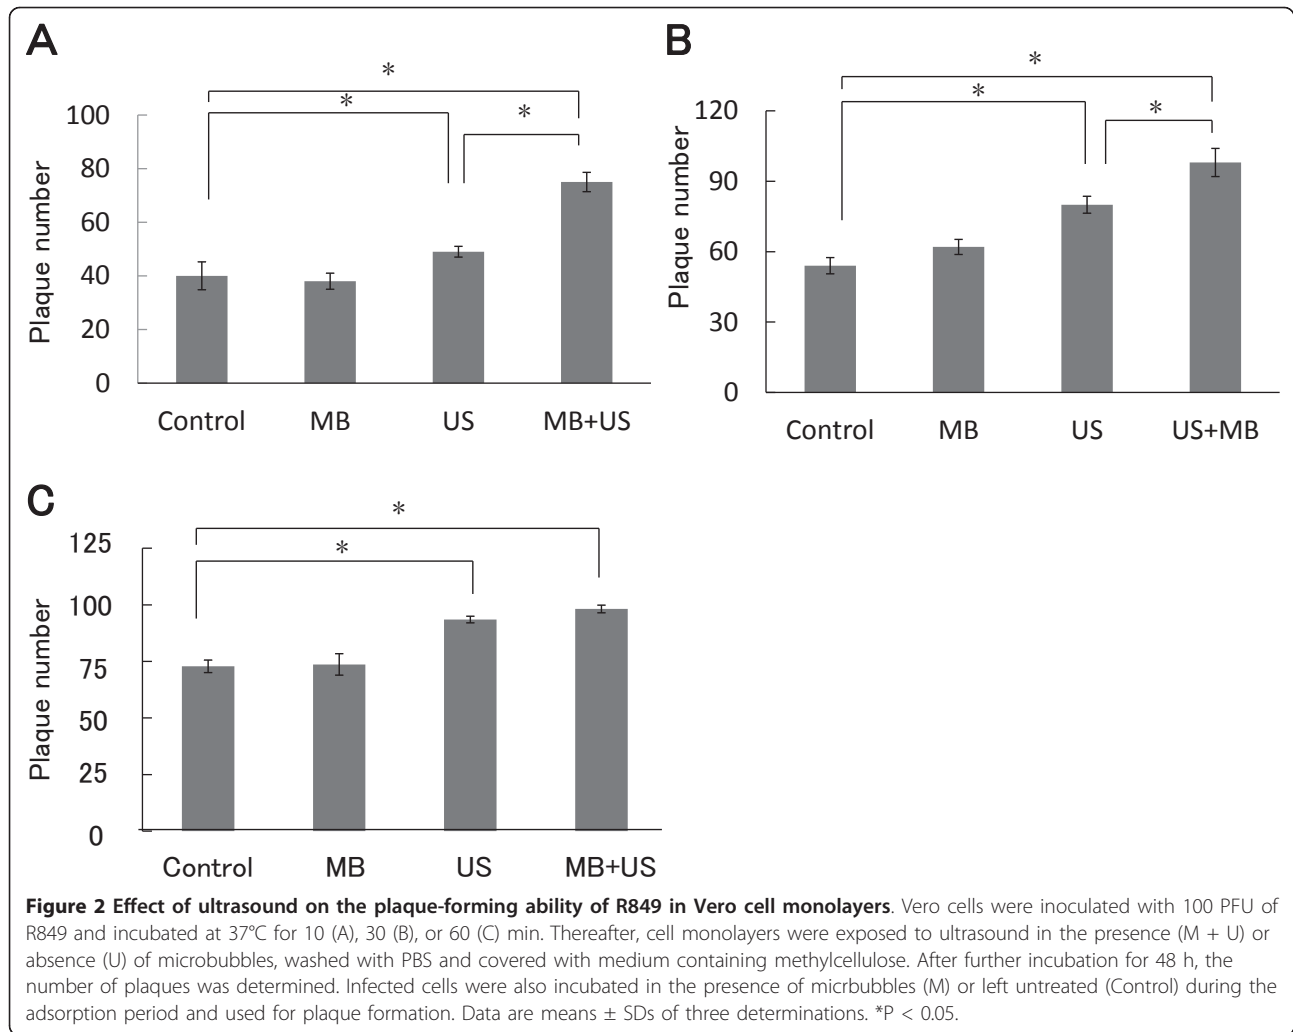 A
*
*
*
100
80
60
40
20
0
Plaque number
Control MB US MB+US
B
*
*
*
120
90
60
30
0
Plaque number
Control MB US US+MB
C
*
*
125
100
75
50
25
0
Plaque number
Control MB US MB+US
Figure 2 Effect of ultrasound on the plaque-forming ability of R849 in Vero cell monolayers. Vero cells were inoculated with 100 PFU of
R849 and incubated at 37°C for 10 (A), 30 (B), or 60 (C) min. Thereafter, cell monolayers were exposed to ultrasound in the presence (M + U) or
absence (U) of microbubbles, washed with PBS and covered with medium containing methylcellulose. After further incubation for 48 h, the
number of plaques was determined. Infected cells were also incubated in the presence of micrbubbles (M) or left untreated (Control) during the
adsorption period and used for plaque formation. Data are means ± SDs of three determinations. *P < 0.05.